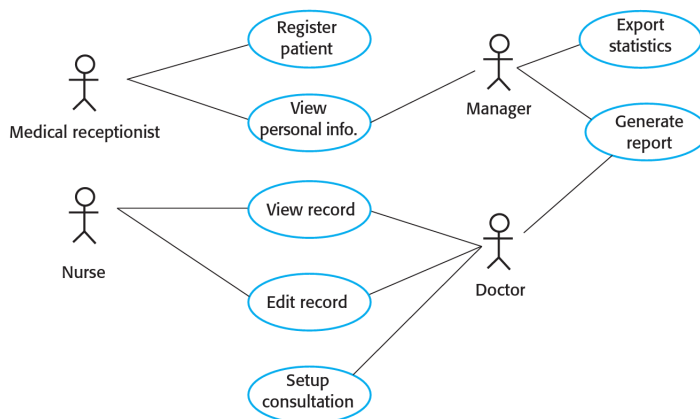 Register
patient
Export
statistics
Medical receptionist
View
personal info.
Manager
Generate
report
View record
Nurse
Doctor
Edit record
Setup
consultation